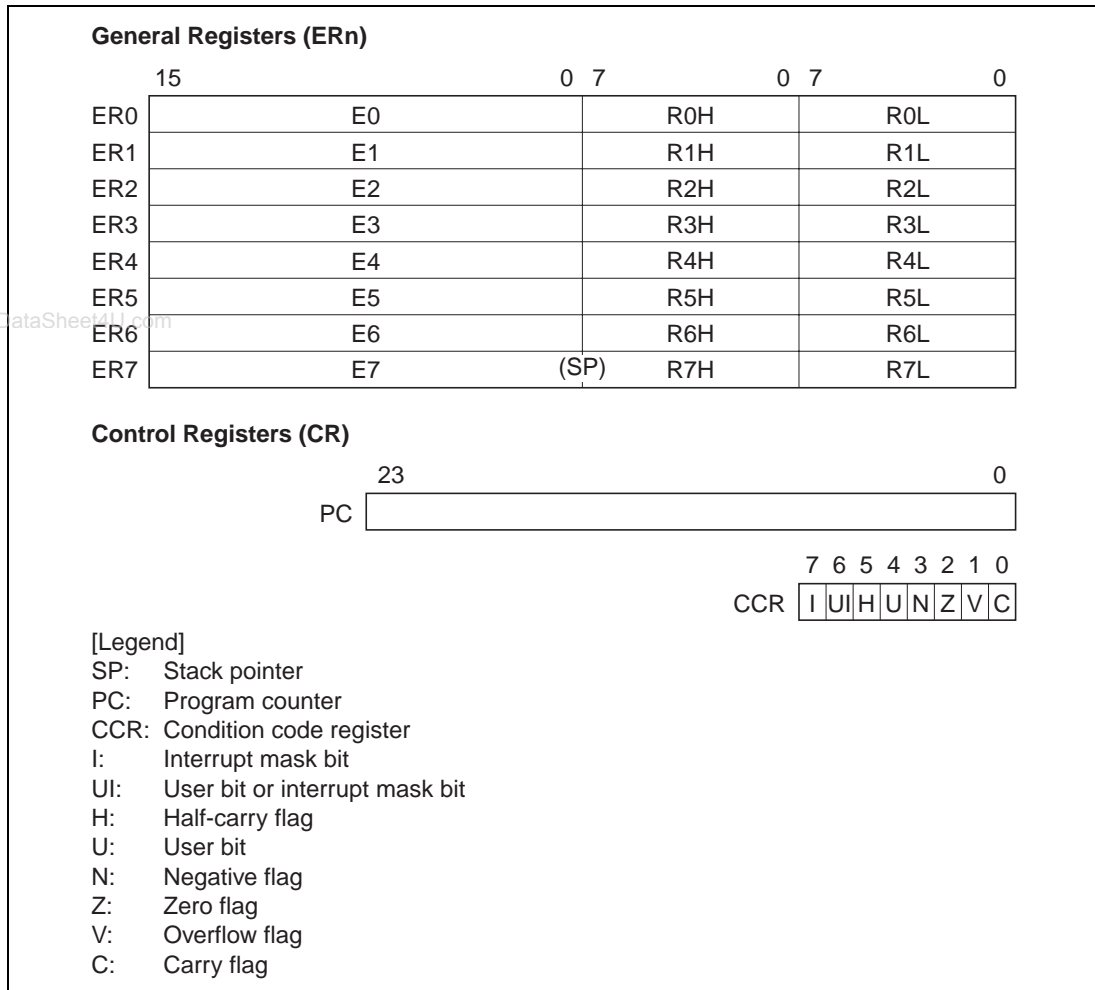 General Registers (ERn)
15 0 7 0 7 0
ER0 E0 R0H R0L
ER1 E1 R1H R1L
ER2 E2 R2H R2L
ER3 E3 R3H R3L
ER4 E4 R4H R4L
ER5 E5 R5H R5L
DataSheet4U.com
ER6 E6 R6H R6L
ER7 E7 (SP) R7H R7L
Control Registers (CR)
23 0
PC
7 6 5 4 3 2 1 0
CCR I UI H U N Z V C
[Legend]
SP: Stack pointer
PC: Program counter
CCR: Condition code register
I: Interrupt mask bit
UI: User bit or interrupt mask bit
H: Half-carry flag
U: User bit
N: Negative flag
Z: Zero flag
V: Overflow flag
C: Carry flag